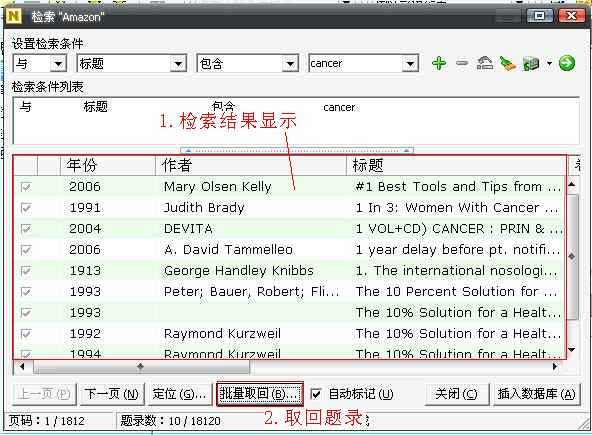 N 检索 "Amazon"
设置检索条件
与 标题 包含 cancer
检索条件列表
与 标题 包含 cancer
1.检索结果显示
年份 作者 标题
2006 Mary Olsen Kelly #1 Best Tools and Tips from ...
1991 Judith Brady 1 In 3: Women With Cancer ...
2004 DEVITA 1 VOL+CD) CANCER : PRIN & ...
2006 A. David Tammelleo 1 year delay before pt. notifi...
1913 George Handley Knibbs 1. The international nosologi...
1993 Peter; Bauer, Robert; Fli... The 10 Percent Solution for ...
1993 The 10% Solution for a Healt...
1992 Raymond Kurzweil The 10% Solution for a Healt...
1994 Raymond Kurzweil The 10% Solution for a Healt...
上一页 (P) 下一页 (N) 定位 (G)... 批量取回 (B)... 自动标记 (U) 关闭 (C) 插入数据库 (A)
2.取回题录
页码：1 / 1812 题录数：10 / 18120